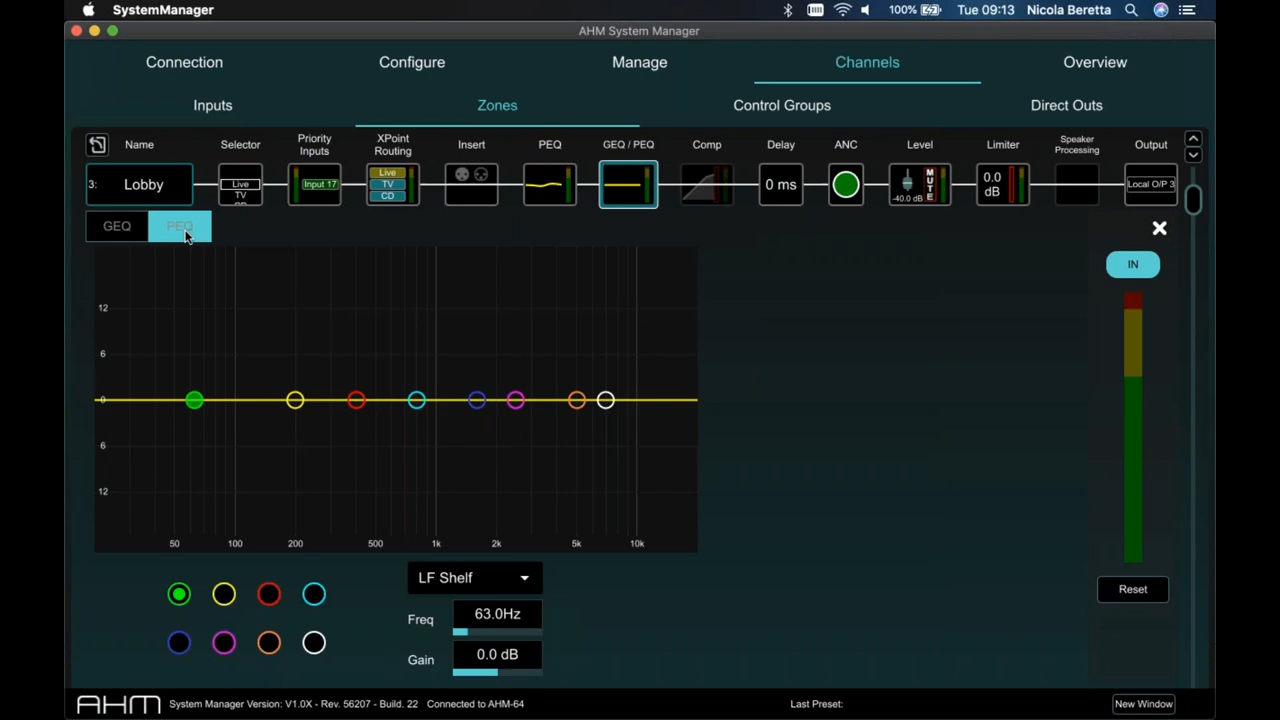 SystemManager
100%
Tue 09:13
Nicola Beretta
AHM System Manager
Connection
Configure
Manage
Channels
Overview
Inputs
Zones
Control Groups
Direct Outs
Name
Selector
Priority
Inputs
XPoint
Routing
Insert
PEQ
GEQ / PEQ
Comp
Delay
ANC
Level
Limiter
Speaker
Processing
Output
3:
Lobby
Live
TV
CD
Input 17
Live
TV
CD
0 ms
-40.0 dB
MUTE
0.0
dB
Local O/P 3
GEQ
PEQ
IN
12
6
0
6
12
50
100
200
500
1k
2k
5k
10k
LF Shelf
Freq
63.0Hz
Gain
0.0 dB
Reset
AHM
System Manager Version: V1.0X - Rev. 56207 - Build. 22
Connected to AHM-64
Last Preset:
New Window